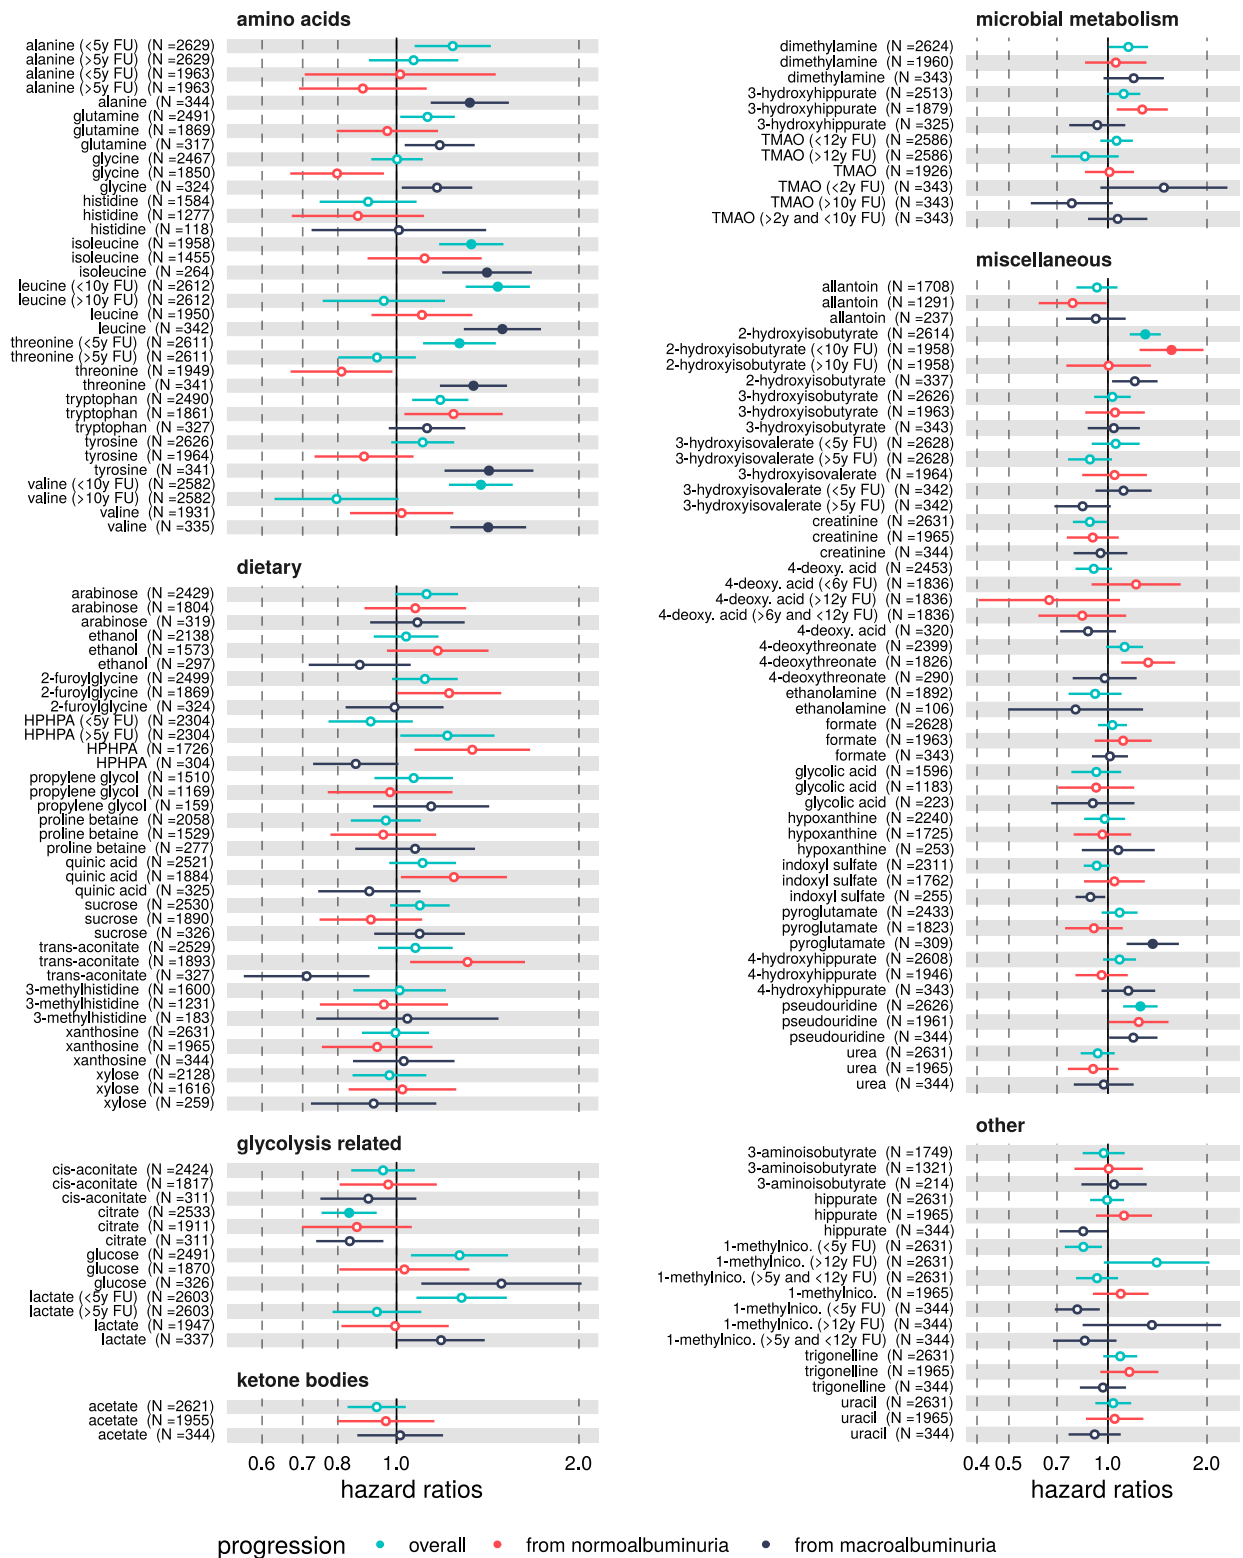 amino acids
alanine (<5y FU) (N =2629)
alanine (>5y FU) (N =2629)
alanine (<5y FU) (N =1963)
alanine (>5y FU) (N =1963)
alanine (N =344)
glutamine (N =2491)
glutamine (N =1869)
glutamine (N =317)
glycine (N =2467)
glycine (N =1850)
glycine (N =324)
histidine (N =1584)
histidine (N =1277)
histidine (N =118)
isoleucine (N =1958)
isoleucine (N =1455)
isoleucine (N =264)
leucine (<10y FU) (N =2612)
leucine (>10y FU) (N =2612)
leucine (N =1950)
leucine (N =342)
threonine (<5y FU) (N =2611)
threonine (>5y FU) (N =2611)
threonine (N =1949)
threonine (N =341)
tryptophan (N =2490)
tryptophan (N =1861)
tryptophan (N =327)
tyrosine (N =2626)
tyrosine (N =1964)
tyrosine (N =341)
valine (<10y FU) (N =2582)
valine (>10y FU) (N =2582)
valine (N =1931)
valine (N =335)
dietary
arabinose (N =2429)
arabinose (N =1804)
arabinose (N =319)
ethanol (N =2138)
ethanol (N =1573)
ethanol (N =297)
2-furoylglycine (N =2499)
2-furoylglycine (N =1869)
2-furoylglycine (N =324)
HPHPA (<5y FU) (N =2304)
HPHPA (>5y FU) (N =2304)
HPHPA (N =1726)
HPHPA (N =304)
propylene glycol (N =1510)
propylene glycol (N =1169)
propylene glycol (N =159)
proline betaine (N =2058)
proline betaine (N =1529)
proline betaine (N =277)
quinic acid (N =2521)
quinic acid (N =1884)
quinic acid (N =325)
sucrose (N =2530)
sucrose (N =1890)
sucrose (N =326)
trans-aconitate (N =2529)
trans-aconitate (N =1893)
trans-aconitate (N =327)
3-methylhistidine (N =1600)
3-methylhistidine (N =1231)
3-methylhistidine (N =183)
xanthosine (N =2631)
xanthosine (N =1965)
xanthosine (N =344)
xylose (N =2128)
xylose (N =1616)
xylose (N =259)
glycolysis related
cis-aconitate (N =2424)
cis-aconitate (N =1817)
cis-aconitate (N =311)
citrate (N =2533)
citrate (N =1911)
citrate (N =311)
glucose (N =2491)
glucose (N =1870)
glucose (N =326)
lactate (<5y FU) (N =2603)
lactate (>5y FU) (N =2603)
lactate (N =1947)
lactate (N =337)
ketone bodies
acetate (N =2621)
acetate (N =1955)
acetate (N =344)
0.6 0.7 0.8 1.0 2.0
hazard ratios
microbial metabolism
dimethylamine (N =2624)
dimethylamine (N =1960)
dimethylamine (N =343)
3-hydroxyhippurate (N =2513)
3-hydroxyhippurate (N =1879)
3-hydroxyhippurate (N =325)
TMAO (<12y FU) (N =2586)
TMAO (>12y FU) (N =2586)
TMAO (N =1926)
TMAO (<2y FU) (N =343)
TMAO (>10y FU) (N =343)
TMAO (>2y and <10y FU) (N =343)
miscellaneous
allantoin (N =1708)
allantoin (N =1291)
allantoin (N =237)
2-hydroxyisobutyrate (N =2614)
2-hydroxyisobutyrate (<10y FU) (N =1958)
2-hydroxyisobutyrate (>10y FU) (N =1958)
2-hydroxyisobutyrate (N =337)
3-hydroxyisobutyrate (N =2626)
3-hydroxyisobutyrate (N =1963)
3-hydroxyisobutyrate (N =343)
3-hydroxyisovalerate (<5y FU) (N =2628)
3-hydroxyisovalerate (>5y FU) (N =2628)
3-hydroxyisovalerate (N =1964)
3-hydroxyisovalerate (<5y FU) (N =342)
3-hydroxyisovalerate (>5y FU) (N =342)
creatinine (N =2631)
creatinine (N =1965)
creatinine (N =344)
4-deoxy. acid (N =2453)
4-deoxy. acid (<6y FU) (N =1836)
4-deoxy. acid (>12y FU) (N =1836)
4-deoxy. acid (>6y and <12y FU) (N =1836)
4-deoxy. acid (N =320)
4-deoxythreonate (N =2399)
4-deoxythreonate (N =1826)
4-deoxythreonate (N =290)
ethanolamine (N =1892)
ethanolamine (N =106)
formate (N =2628)
formate (N =1963)
formate (N =343)
glycolic acid (N =1596)
glycolic acid (N =1183)
glycolic acid (N =223)
hypoxanthine (N =2240)
hypoxanthine (N =1725)
hypoxanthine (N =253)
indoxyl sulfate (N =2311)
indoxyl sulfate (N =1762)
indoxyl sulfate (N =255)
pyroglutamate (N =2433)
pyroglutamate (N =1823)
pyroglutamate (N =309)
4-hydroxyhippurate (N =2608)
4-hydroxyhippurate (N =1946)
4-hydroxyhippurate (N =343)
pseudouridine (N =2626)
pseudouridine (N =1961)
pseudouridine (N =344)
urea (N =2631)
urea (N =1965)
urea (N =344)
other
3-aminoisobutyrate (N =1749)
3-aminoisobutyrate (N =1321)
3-aminoisobutyrate (N =214)
hippurate (N =2631)
hippurate (N =1965)
hippurate (N =344)
1-methylnico. (<5y FU) (N =2631)
1-methylnico. (>12y FU) (N =2631)
1-methylnico. (>5y and <12y FU) (N =2631)
1-methylnico. (N =1965)
1-methylnico. (<5y FU) (N =344)
1-methylnico. (>12y FU) (N =344)
1-methylnico. (>5y and <12y FU) (N =344)
trigonelline (N =2631)
trigonelline (N =1965)
trigonelline (N =344)
uracil (N =2631)
uracil (N =1965)
uracil (N =344)
0.4 0.5 0.7 1.0 2.0
hazard ratios
progression overall from normoalbuminuria from macroalbuminuria